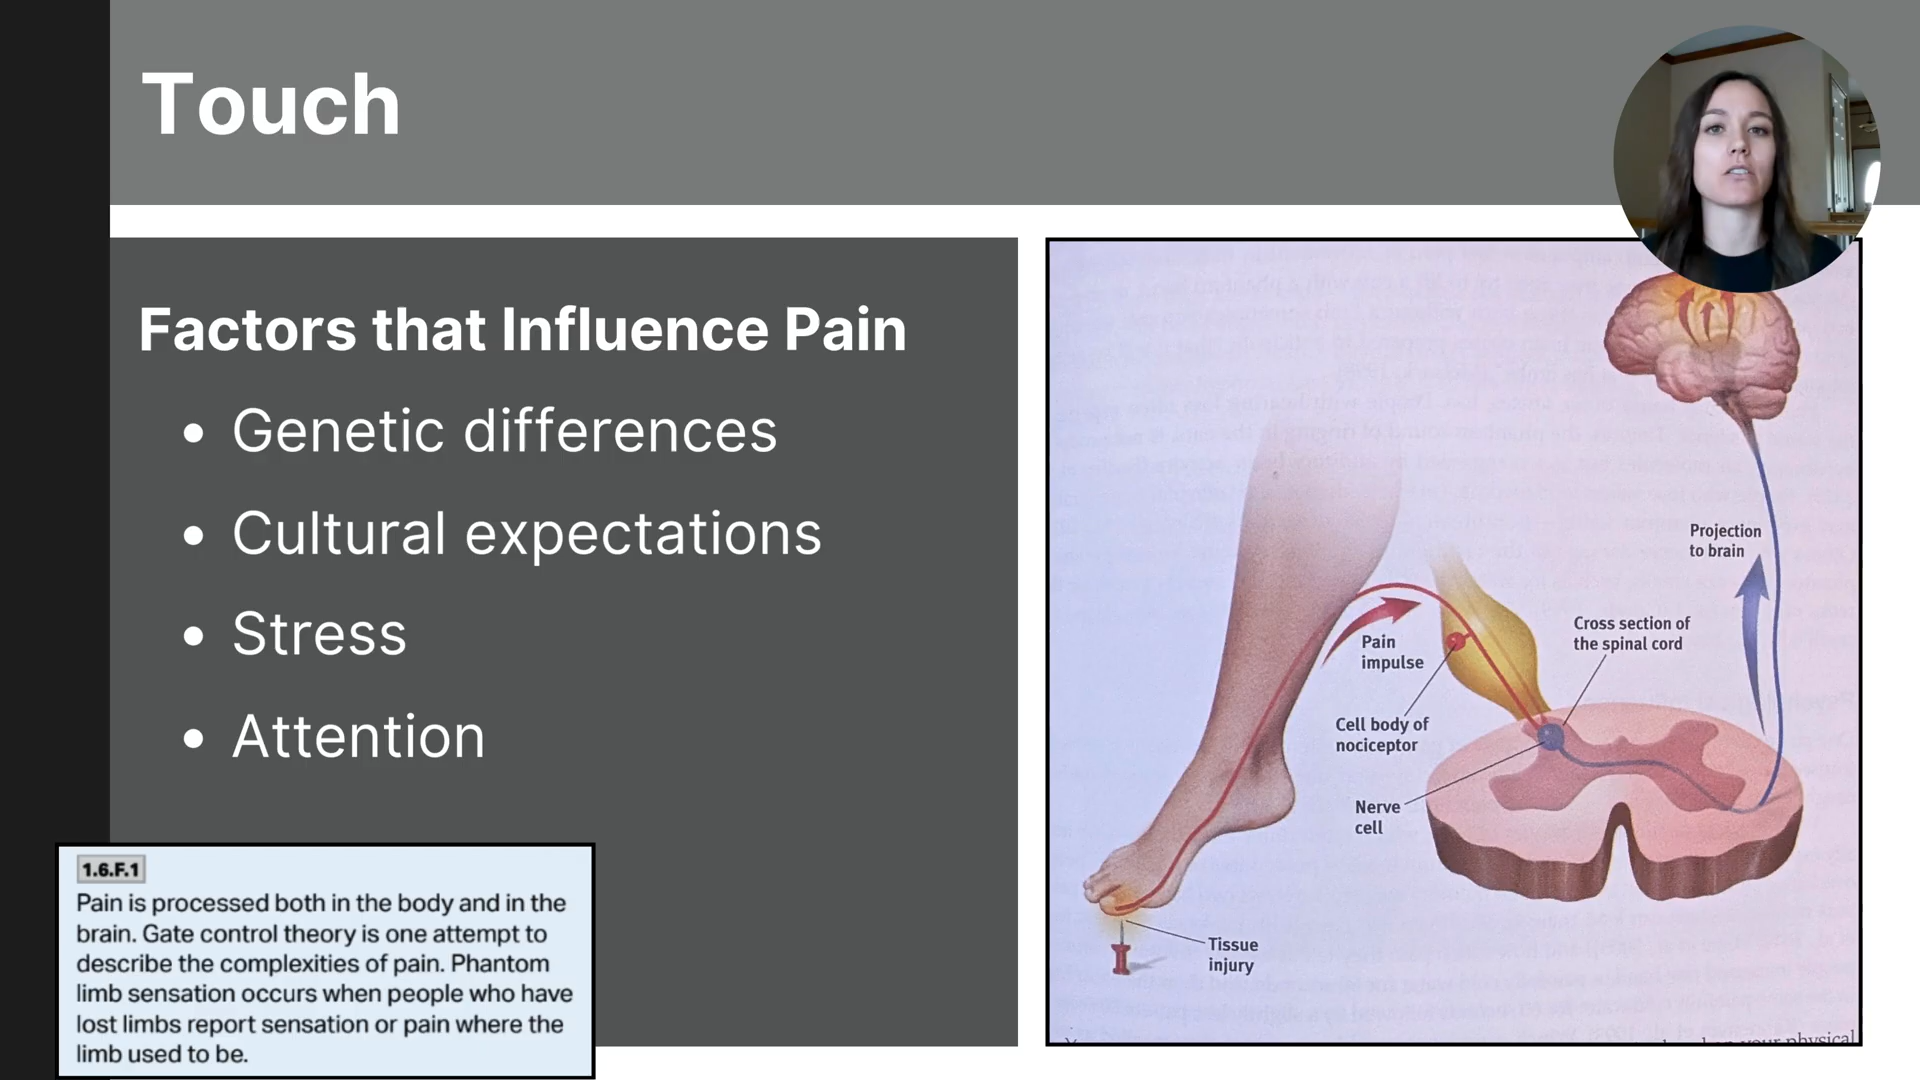 Touch
Factors that Influence Pain
• Genetic differences
• Cultural expectations
• Stress
• Attention
1.6.F.1
Pain is processed both in the body and in the
brain. Gate control theory is one attempt to
describe the complexities of pain. Phantom
limb sensation occurs when people who have
lost limbs report sensation or pain where the
limb used to be.
Projection
to brain
Cross section of
the spinal cord
Pain
impulse
Cell body of
nociceptor
Nerve
cell
Tissue
injury
your physical